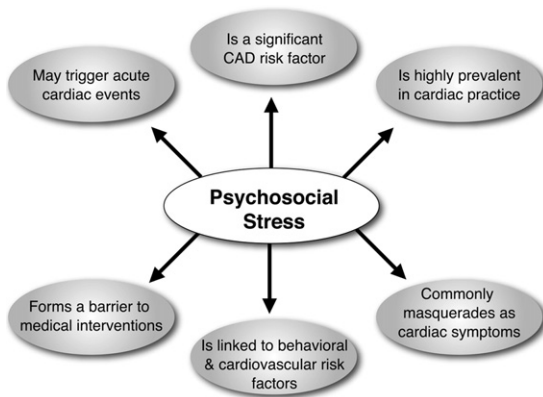 Is a significant
CAD risk factor
May trigger acute
cardiac events
Is highly prevalent
in cardiac practice
Psychosocial
Stress
Forms a barrier to
medical interventions
Commonly
masquerades as
cardiac symptoms
Is linked to behavioral
& cardiovascular risk
factors